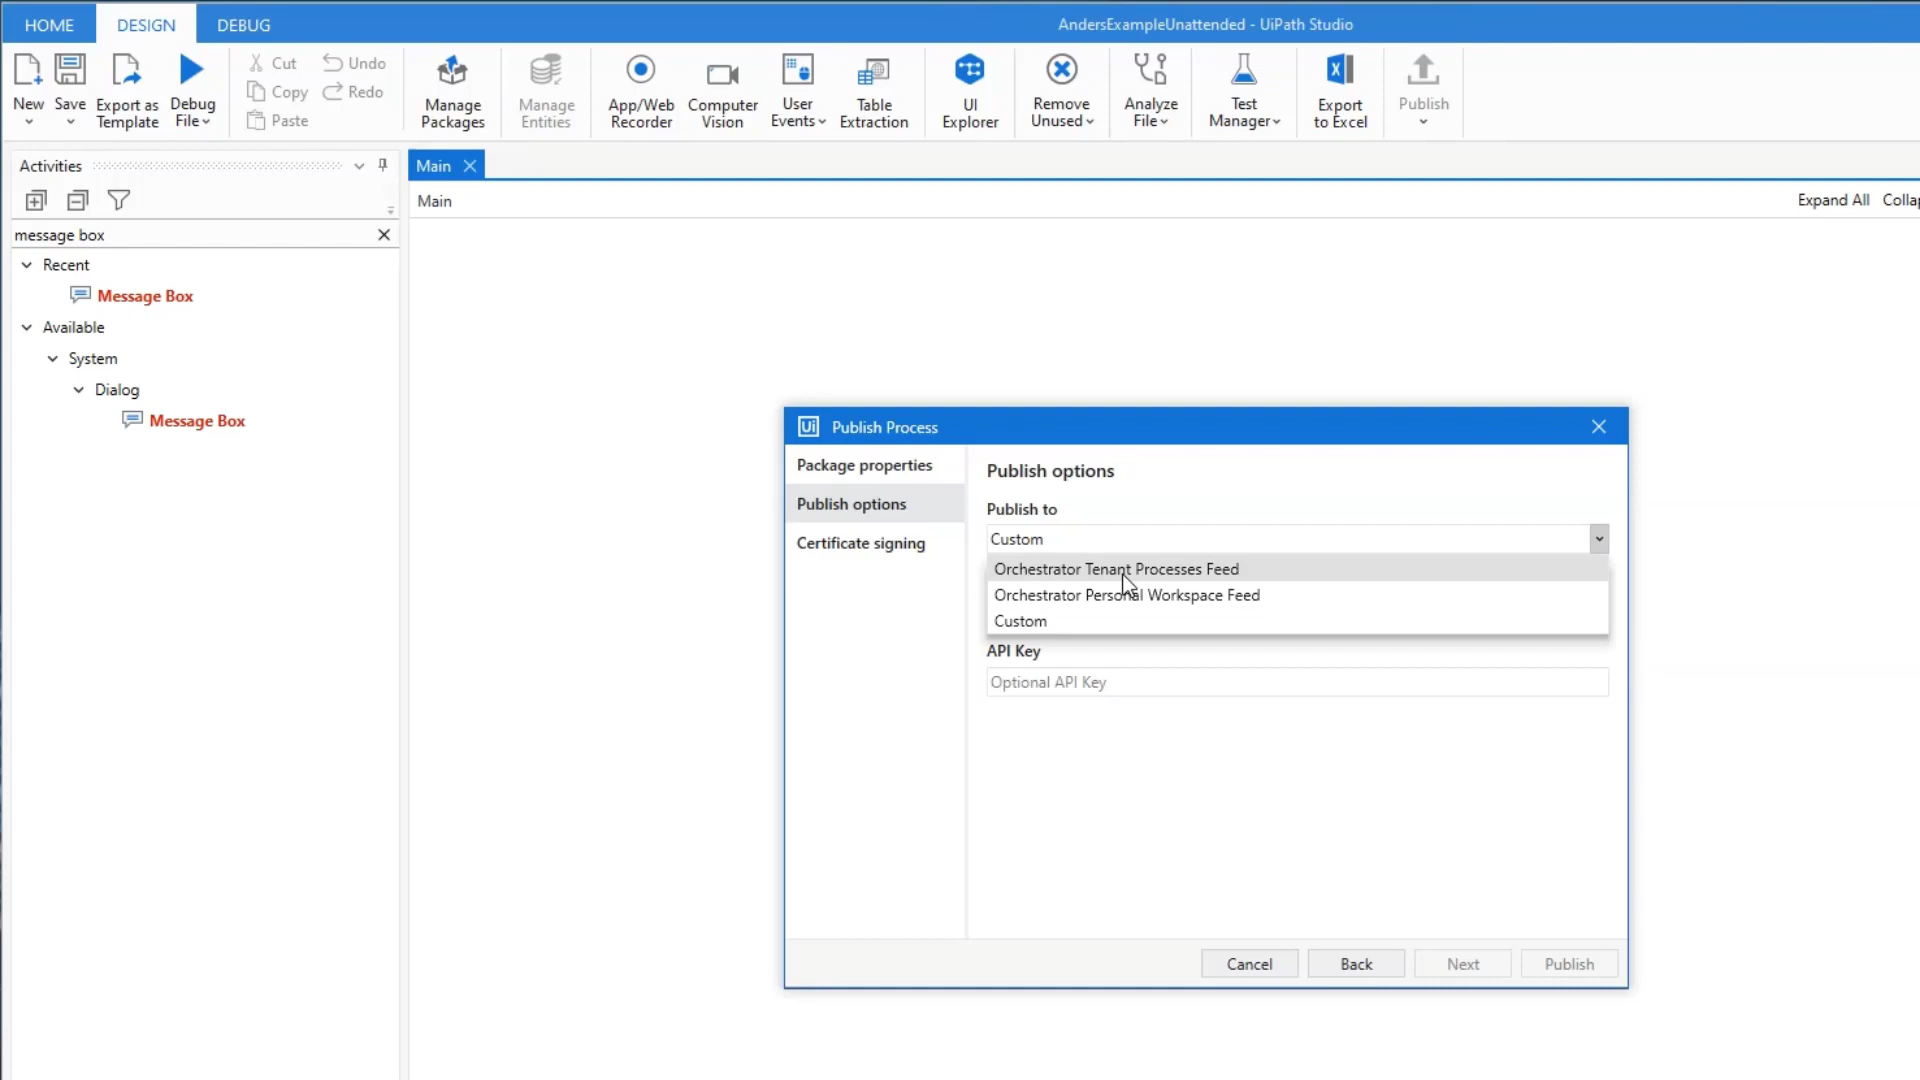 HOME
DESIGN
DEBUG
AndersExampleUnattended - UiPath Studio
New
Save
Export as
Template
Debug
File
Cut
Copy
Paste
Undo
Redo
Manage
Packages
Manage
Entities
App/Web
Recorder
Computer
Vision
User
Events
Table
Extraction
UI
Explorer
Remove
Unused
Analyze
File
Test
Manager
Export
to Excel
Publish
Activities
message box
Recent
Message Box
Available
System
Dialog
Message Box
Main
Main
Expand All
Collap
Ui Publish Process
Package properties
Publish options
Certificate signing
Publish options
Publish to
Custom
Orchestrator Tenant Processes Feed
Orchestrator Personal Workspace Feed
Custom
API Key
Optional API Key
Cancel
Back
Next
Publish